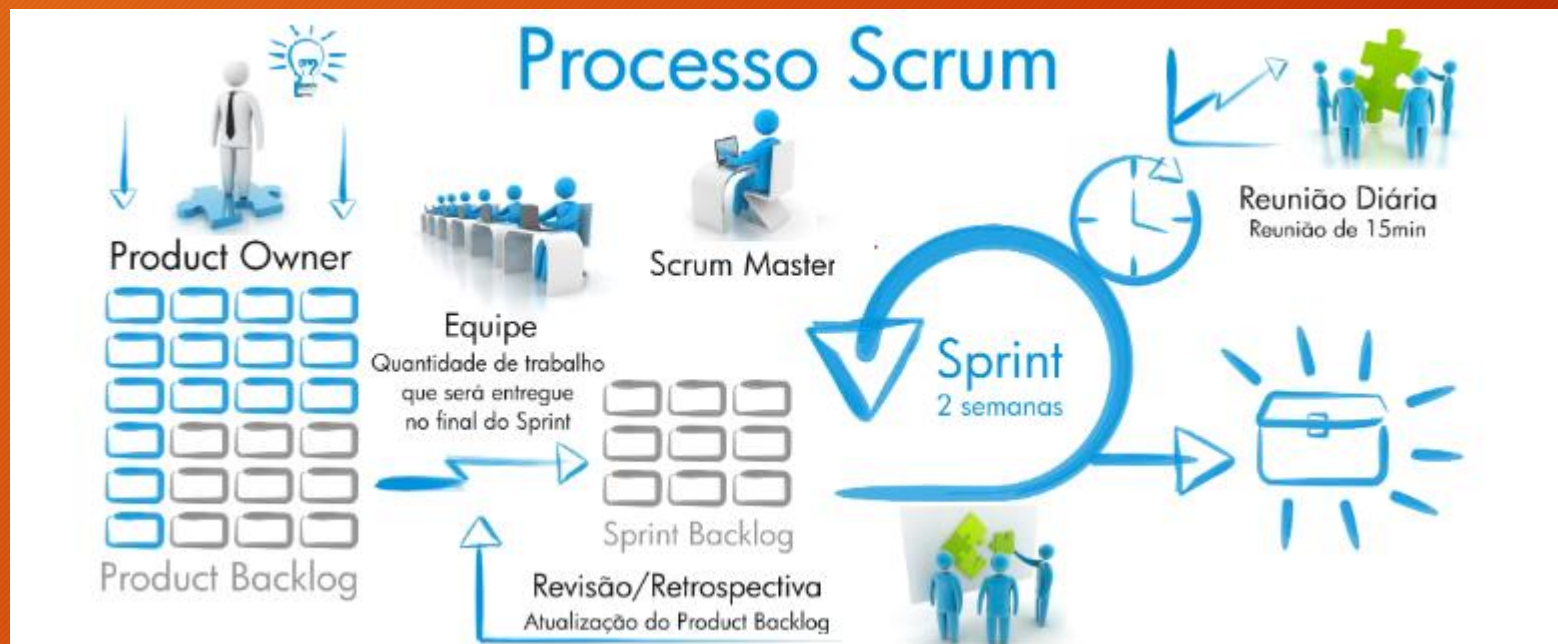 Processo Scrum
Product Owner
Product Backlog
Equipe
Quantidade de trabalho
que será entregue
no final do Sprint
Scrum Master
Sprint Backlog
Revisão/Retrospectiva
Atualização do Product Backlog
Sprint
2 semanas
Reunião Diária
Reunião de 15min